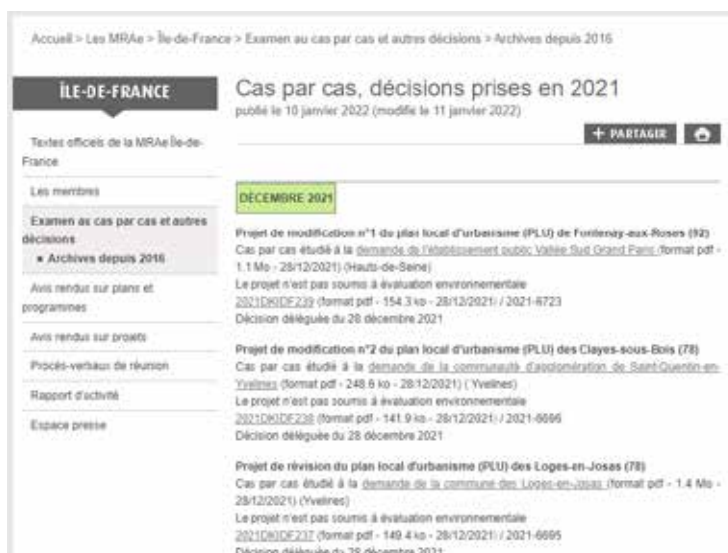 Accueil > Les MRAe > Île-de-France > Examen au cas par cas et autres décisions > Archives depuis 2016
ÎLE-DE-FRANCE
Textes officiels de la MRAe Île-de-
France
Les membres
Examen au cas par cas et autres
décisions
■ Archives depuis 2016
Avis rendus sur plans et
programmes
Avis rendus sur projets
Procès-verbaux de réunion
Rapport d'activité
Espace presse
Cas par cas, décisions prises en 2021
publié le 10 janvier 2022 (modifié le 11 janvier 2022)
+ PARTAGER
DÉCEMBRE 2021
Projet de modification n°1 du plan local d'urbanisme (PLU) de Fontenay-aux-Roses (92)
Cas par cas étudié à la demande de l'établissement public Vallée Sud Grand Paris (format pdf -
1.1 Mo - 28/12/2021) (Hauts-de-Seine)
Le projet n'est pas soumis à évaluation environnementale
2021DKIDF239 (format pdf - 154.3 ko - 28/12/2021) / 2021-6723
Décision déléguée du 28 décembre 2021
Projet de modification n°2 du plan local d'urbanisme (PLU) des Clayes-sous-Bois (78)
Cas par cas étudié à la demande de la communauté d'agglomération de Saint-Quentin-en-
Yvelines (format pdf - 248.6 ko - 28/12/2021) ( Yvelines)
Le projet n'est pas soumis à évaluation environnementale
2021DKIDF238 (format pdf - 141.9 ko - 28/12/2021) / 2021-6696
Décision déléguée du 28 décembre 2021
Projet de révision du plan local d'urbanisme (PLU) des Loges-en-Josas (78)
Cas par cas étudié à la demande de la commune des Loges-en-Josas (format pdf - 1.4 Mo -
28/12/2021) (Yvelines)
Le projet n'est pas soumis à évaluation environnementale
2021DKIDF237 (format pdf - 149.4 ko - 28/12/2021) / 2021-6695
Décision déléguée du 28 décembre 2021